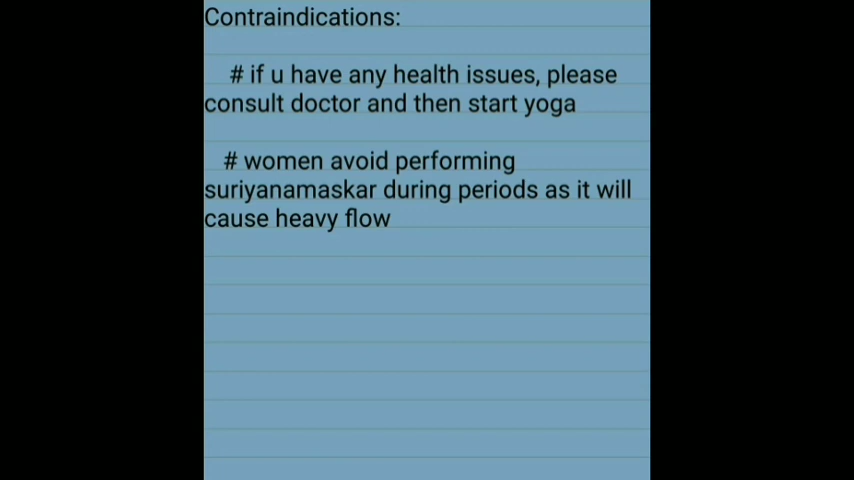 Contraindications:
# if u have any health issues, please
consult doctor and then start yoga
# women avoid performing
suriyanamaskar during periods as it will
cause heavy flow